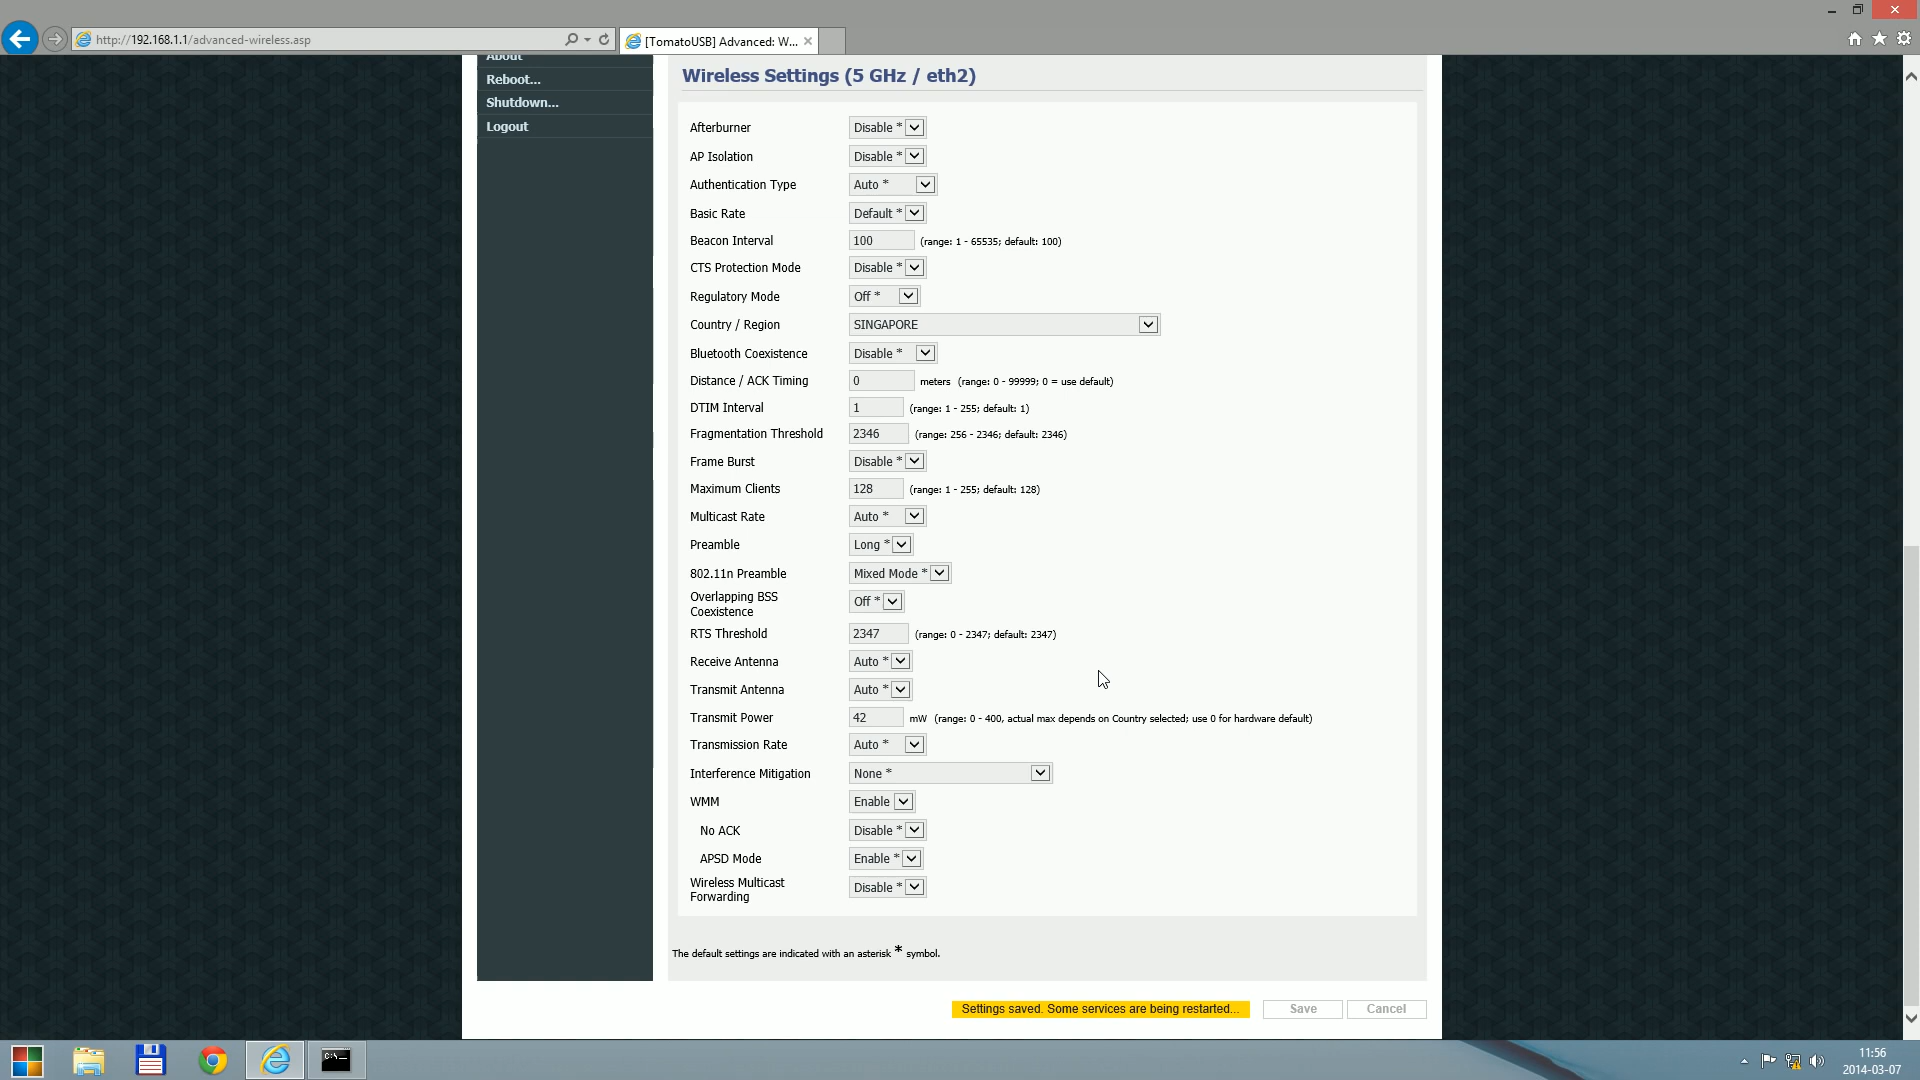 http://192.168.1.1/advanced-wireless.asp
[TomatoUSB] Advanced: W...
About
Reboot...
Shutdown...
Logout
Wireless Settings (5 GHz / eth2)
Afterburner Disable *
AP Isolation Disable *
Authentication Type Auto *
Basic Rate Default *
Beacon Interval 100 (range: 1 - 65535; default: 100)
CTS Protection Mode Disable *
Regulatory Mode Off *
Country / Region SINGAPORE
Bluetooth Coexistence Disable *
Distance / ACK Timing 0 meters (range: 0 - 99999; 0 = use default)
DTIM Interval 1 (range: 1 - 255; default: 1)
Fragmentation Threshold 2346 (range: 256 - 2346; default: 2346)
Frame Burst Disable *
Maximum Clients 128 (range: 1 - 255; default: 128)
Multicast Rate Auto *
Preamble Long *
802.11n Preamble Mixed Mode *
Overlapping BSS
Coexistence Off *
RTS Threshold 2347 (range: 0 - 2347; default: 2347)
Receive Antenna Auto *
Transmit Antenna Auto *
Transmit Power 42 mW (range: 0 - 400, actual max depends on Country selected; use 0 for hardware default)
Transmission Rate Auto *
Interference Mitigation None *
WMM Enable
No ACK Disable *
APSD Mode Enable *
Wireless Multicast
Forwarding Disable *
The default settings are indicated with an asterisk * symbol.
Settings saved. Some services are being restarted... Save Cancel
C:\_
11:56
2014-03-07